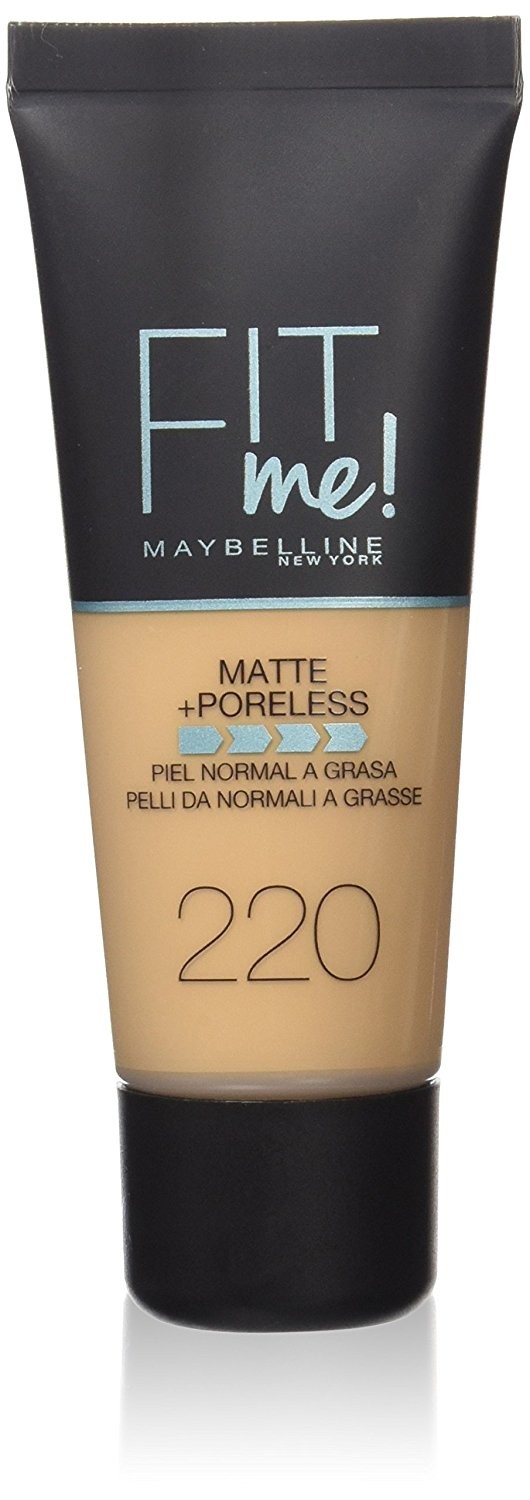 FIT
me!
MAYBELLINE
NEW YORK
MATTE
+PORELESS
PIEL NORMAL A GRASA
PELLI DA NORMALI A GRASSE
220